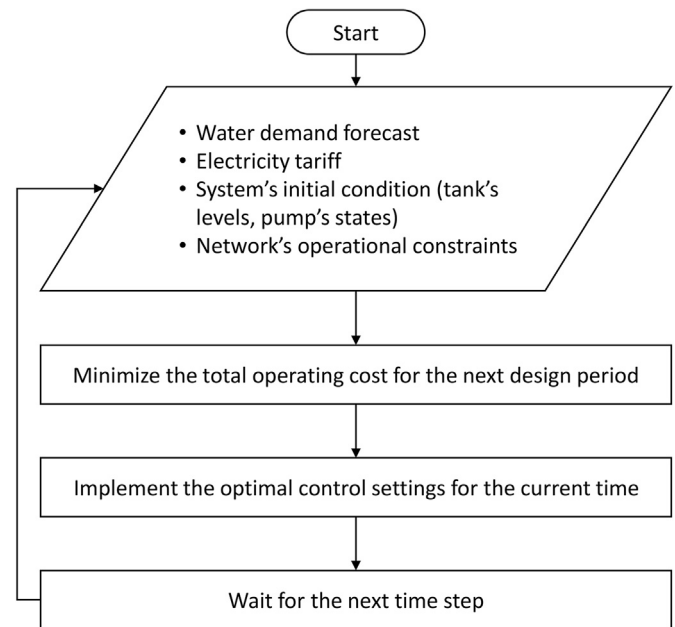 Start
• Water demand forecast
• Electricity tariff
• System’s initial condition (tank’s
levels, pump’s states)
• Network’s operational constraints
Minimize the total operating cost for the next design period
Implement the optimal control settings for the current time
Wait for the next time step